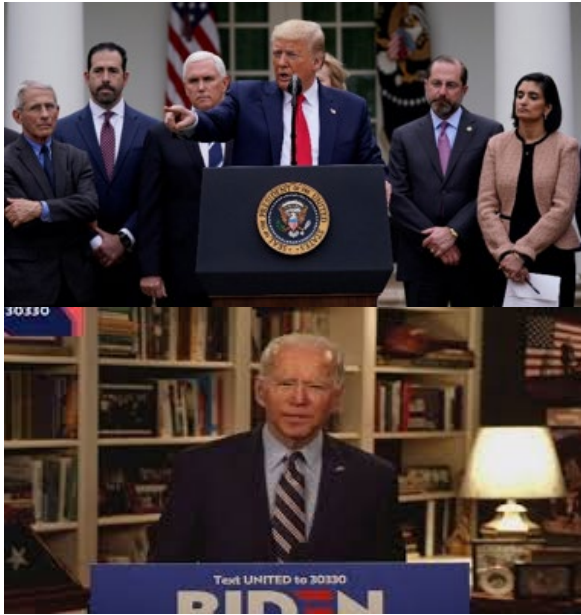 SEAL OF THE PRESIDENT OF THE UNITED STATES
30330
Text UNITED to 30330
BIDEN